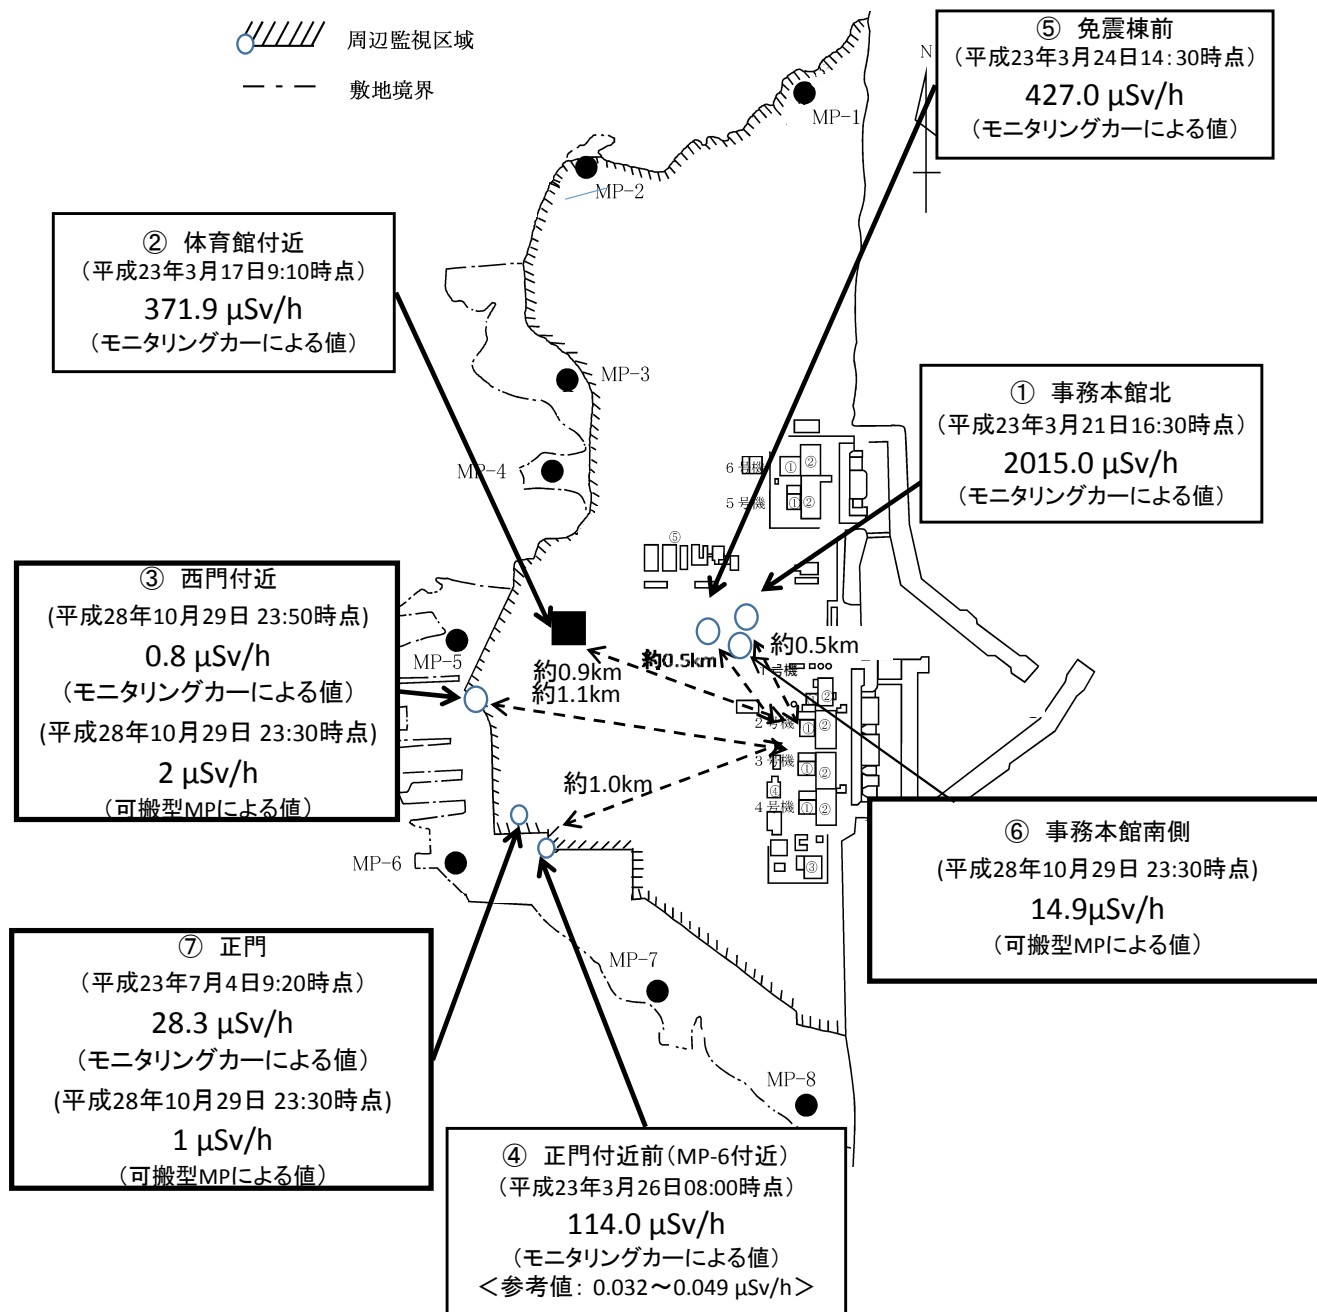 周辺監視区域
敷地境界
⑤ 免震棟前
（平成23年3月24日14：30時点）
427.0 μSv/h
（モニタリングカーによる値）
N
MP-1
MP-2
② 体育館付近
（平成23年3月17日9:10時点）
371.9 μSv/h
（モニタリングカーによる値）
MP-3
① 事務本館北
（平成23年3月21日16:30時点）
2015.0 μSv/h
（モニタリングカーによる値）
MP-4
6号機
①
②
5号機
①
②
⑤
③ 西門付近
(平成28年10月29日 23:50時点)
0.8 μSv/h
（モニタリングカーによる値）
(平成28年10月29日 23:30時点)
2 μSv/h
（可搬型MPによる値）
MP-5
約0.9km
約1.1km
約0.5km
約0.5km
1号機
②
2号機
①
②
3号機
①
②
④
4号機
①
②
③
約1.0km
MP-6
⑥ 事務本館南側
(平成28年10月29日 23:30時点)
14.9μSv/h
（可搬型MPによる値）
⑦ 正門
（平成23年7月4日9:20時点）
28.3 μSv/h
（モニタリングカーによる値）
(平成28年10月29日 23:30時点)
1 μSv/h
（可搬型MPによる値）
MP-7
MP-8
④ 正門付近前（MP-6付近）
（平成23年3月26日08:00時点）
114.0 μSv/h
（モニタリングカーによる値）
＜参考値：0.032～0.049 μSv/h＞